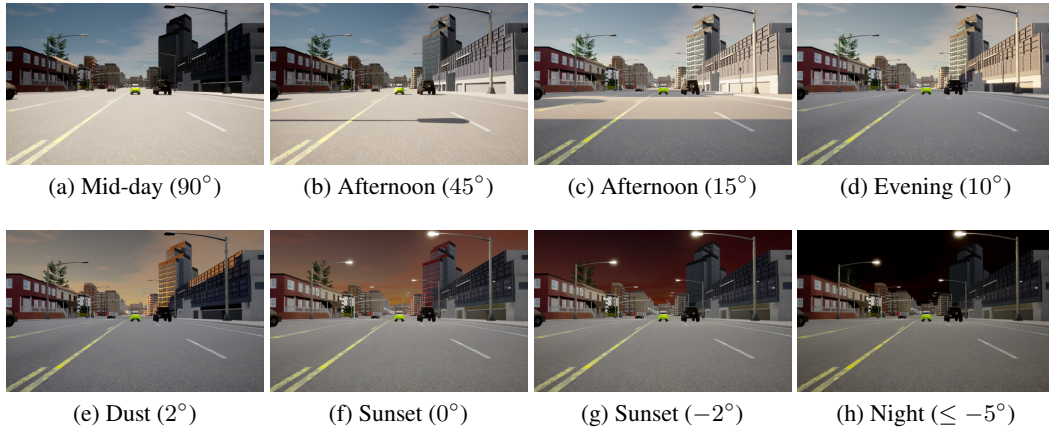 (a) Mid-day (90°)
(b) Afternoon (45°)
(c) Afternoon (15°)
(d) Evening (10°)
(e) Dust (2°)
(f) Sunset (0°)
(g) Sunset (−2°)
(h) Night (≤ −5°)